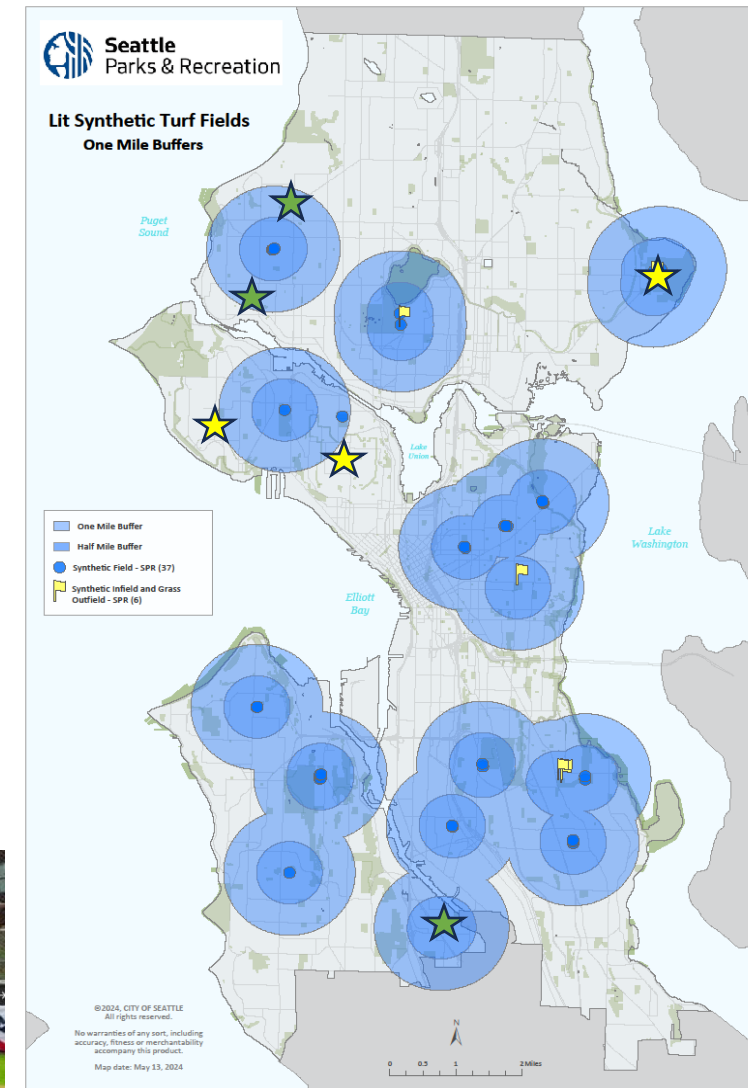 Seattle
Parks & Recreation
Lit Synthetic Turf Fields
One Mile Buffers
Puget
Sound
Lake
Union
Lake
Washington
One Mile Buffer
Half Mile Buffer
Synthetic Field - SPR (37)
Synthetic Infield and Grass
Outfield - SPR (6)
Elliott
Bay
©2024, CITY OF SEATTLE
All rights reserved.
No warranties of any sort, including
accuracy, fitness or merchantability
accompany this product.
Map date: May 13, 2024
N
0 0.5 1 2 Miles